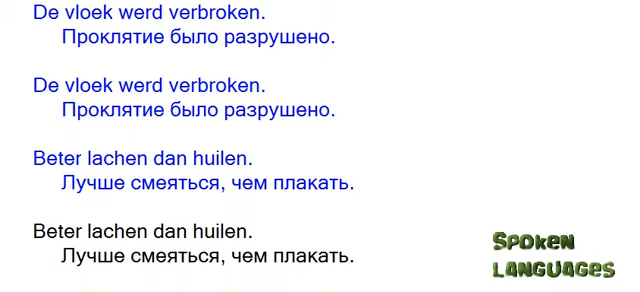 De vloek werd verbroken.
Проклятие было разрушено.
De vloek werd verbroken.
Проклятие было разрушено.
Beter lachen dan huilen.
Лучше смеяться, чем плакать.
Beter lachen dan huilen.
Лучше смеяться, чем плакать.
SPOKEN
LANGUAGES